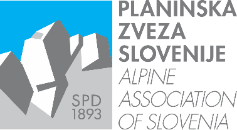 PLANINSKA
ZVEZA
SLOVENIJE
ALPINE
ASSOCIATION
OF SLOVENIA
SPD
1893